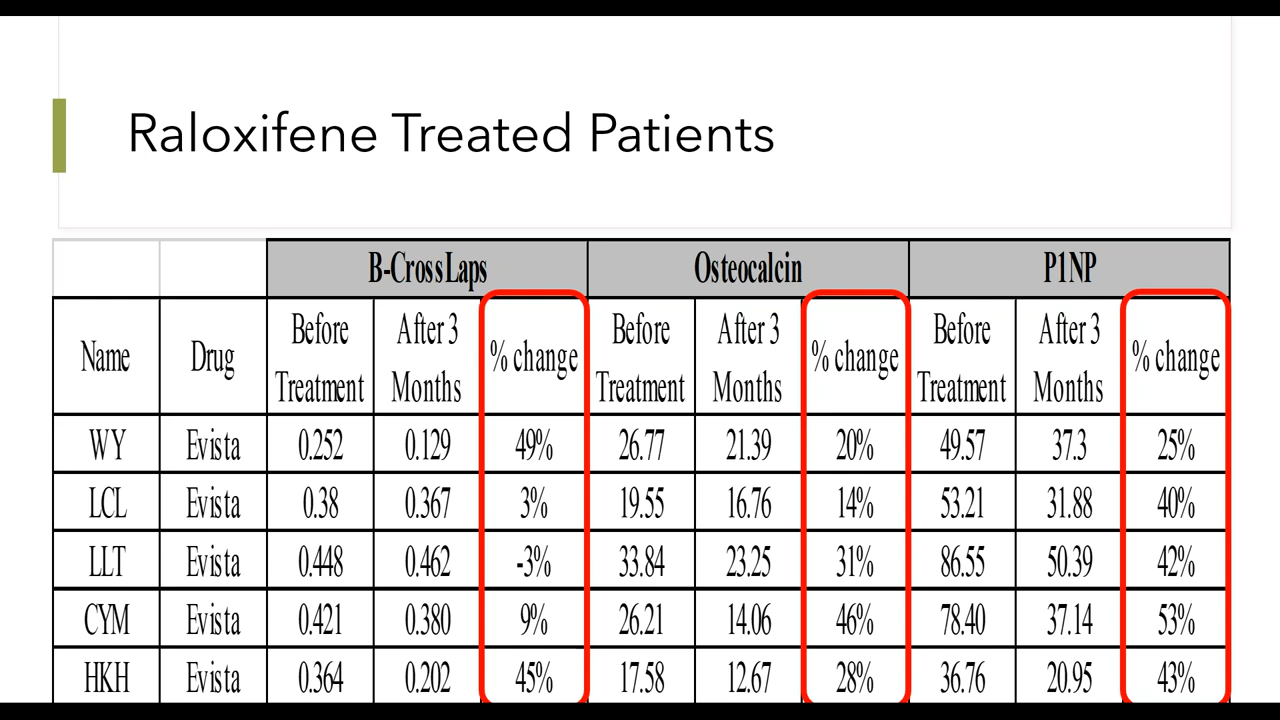 Raloxifene Treated Patients
B-CrossLaps Osteocalcin P1NP
Name Drug Before Treatment After 3 Months % change Before Treatment After 3 Months % change Before Treatment After 3 Months % change
WY Evista 0.252 0.129 49% 26.77 21.39 20% 49.57 37.3 25%
LCL Evista 0.38 0.367 3% 19.55 16.76 14% 53.21 31.88 40%
LLT Evista 0.448 0.462 -3% 33.84 23.25 31% 86.55 50.39 42%
CYM Evista 0.421 0.380 9% 26.21 14.06 46% 78.40 37.14 53%
HKH Evista 0.364 0.202 45% 17.58 12.67 28% 36.76 20.95 43%